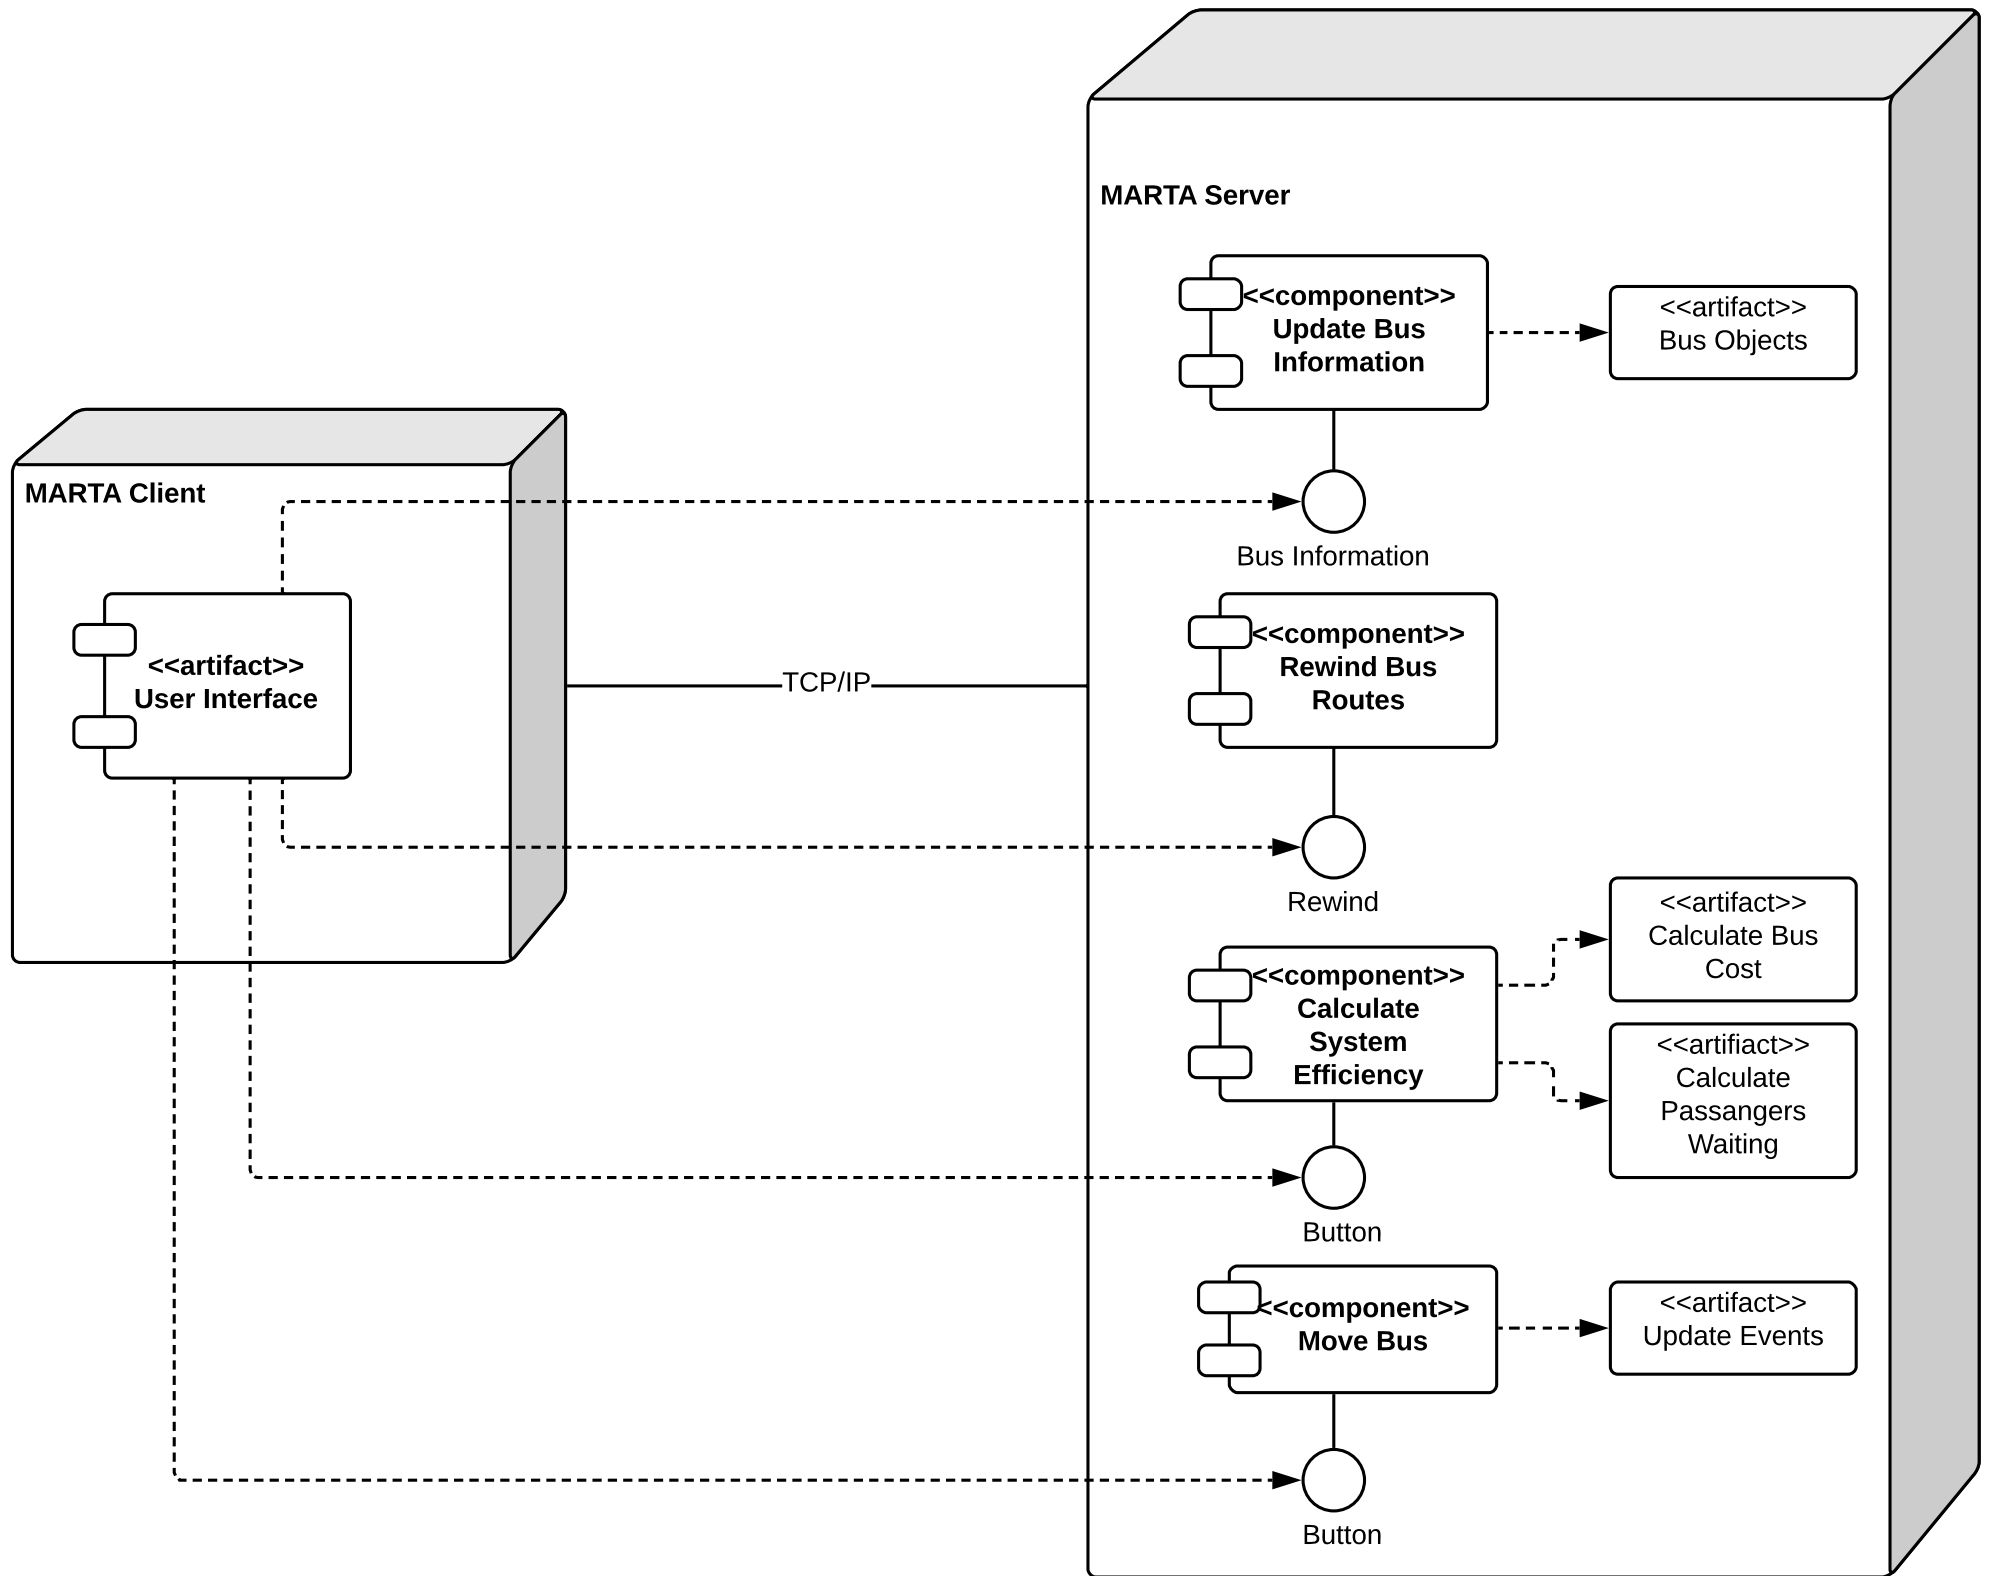 MARTA Server
<<component>>
Update Bus
Information
<<artifact>>
Bus Objects
MARTA Client
Bus Information
<<artifact>>
User Interface
TCP/IP
<<component>>
Rewind Bus
Routes
Rewind
<<artifact>>
Calculate Bus
Cost
<<component>>
Calculate
System
Efficiency
<<artifiact>>
Calculate
Passangers
Waiting
Button
<<component>>
Move Bus
<<artifact>>
Update Events
Button